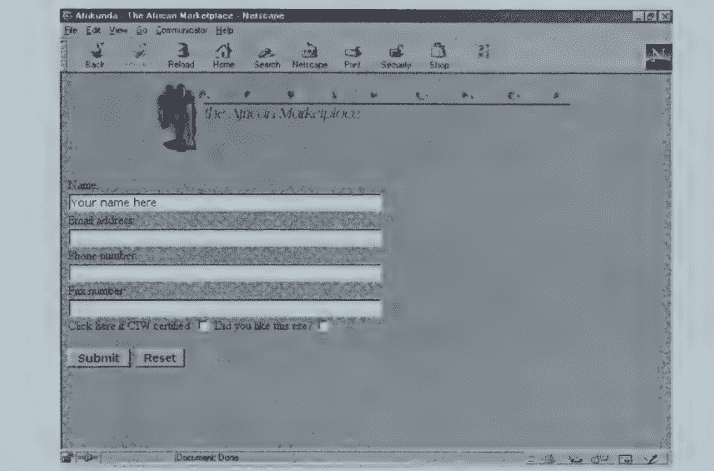 Afrikunda - The African Marketplace - Netscape
File Edit View Go Communicator Help
Back Reload Home Search Netscape Print Security Shop
N
the African Marketplace
Name:
Your name here
Email address:
Phone number:
Fax number:
Click here if CIW certified: Did you like this site?
Submit Reset
Document: Done